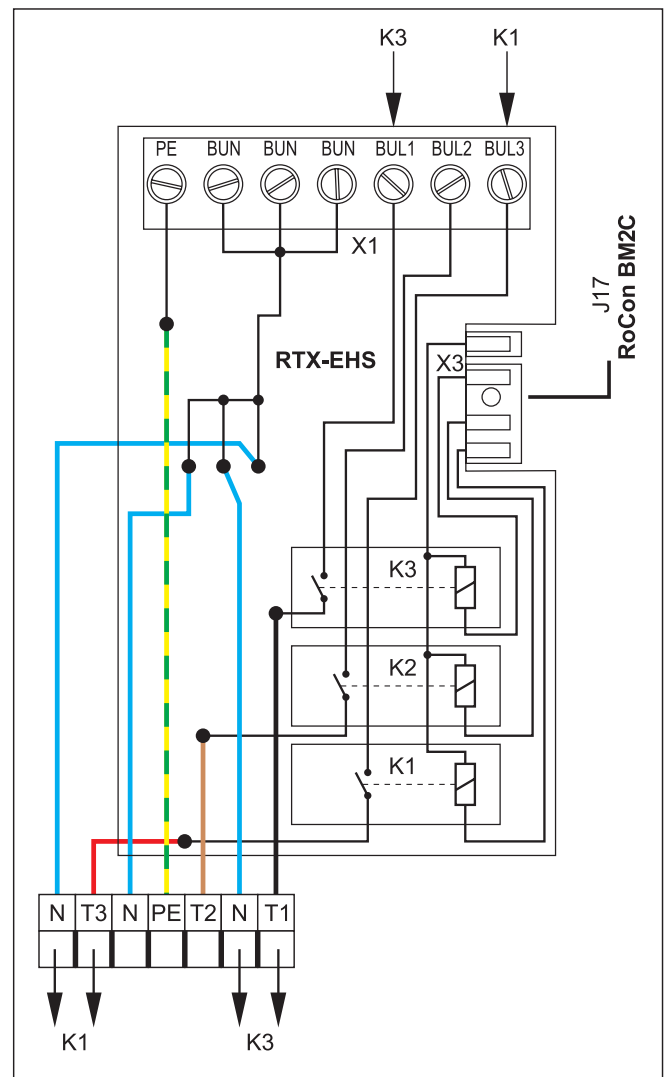 K3 K1
PE BUN BUN BUN BUL1 BUL2 BUL3
X1
J17
RoCon BM2C
RTX-EHS
X3
K3
K2
K1
N T3 N PE T2 N T1
K1 K3